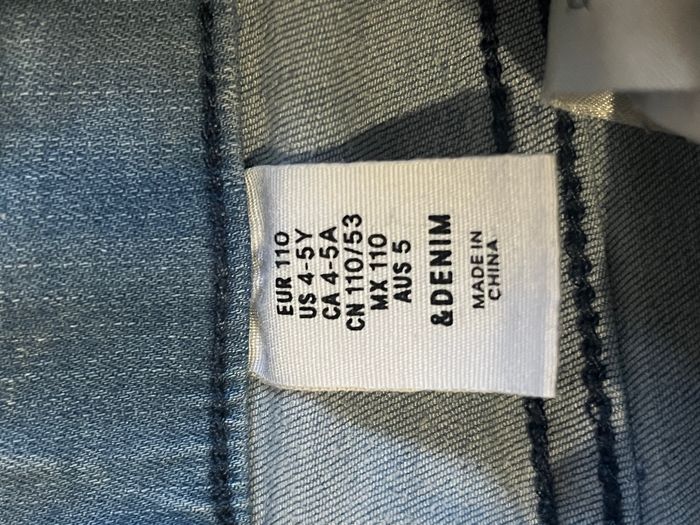 EUR 110
US 4-5Y
CA 4-5A
CN 110/53
MX 110
AUS 5
&DENIM
MADE IN
CHINA